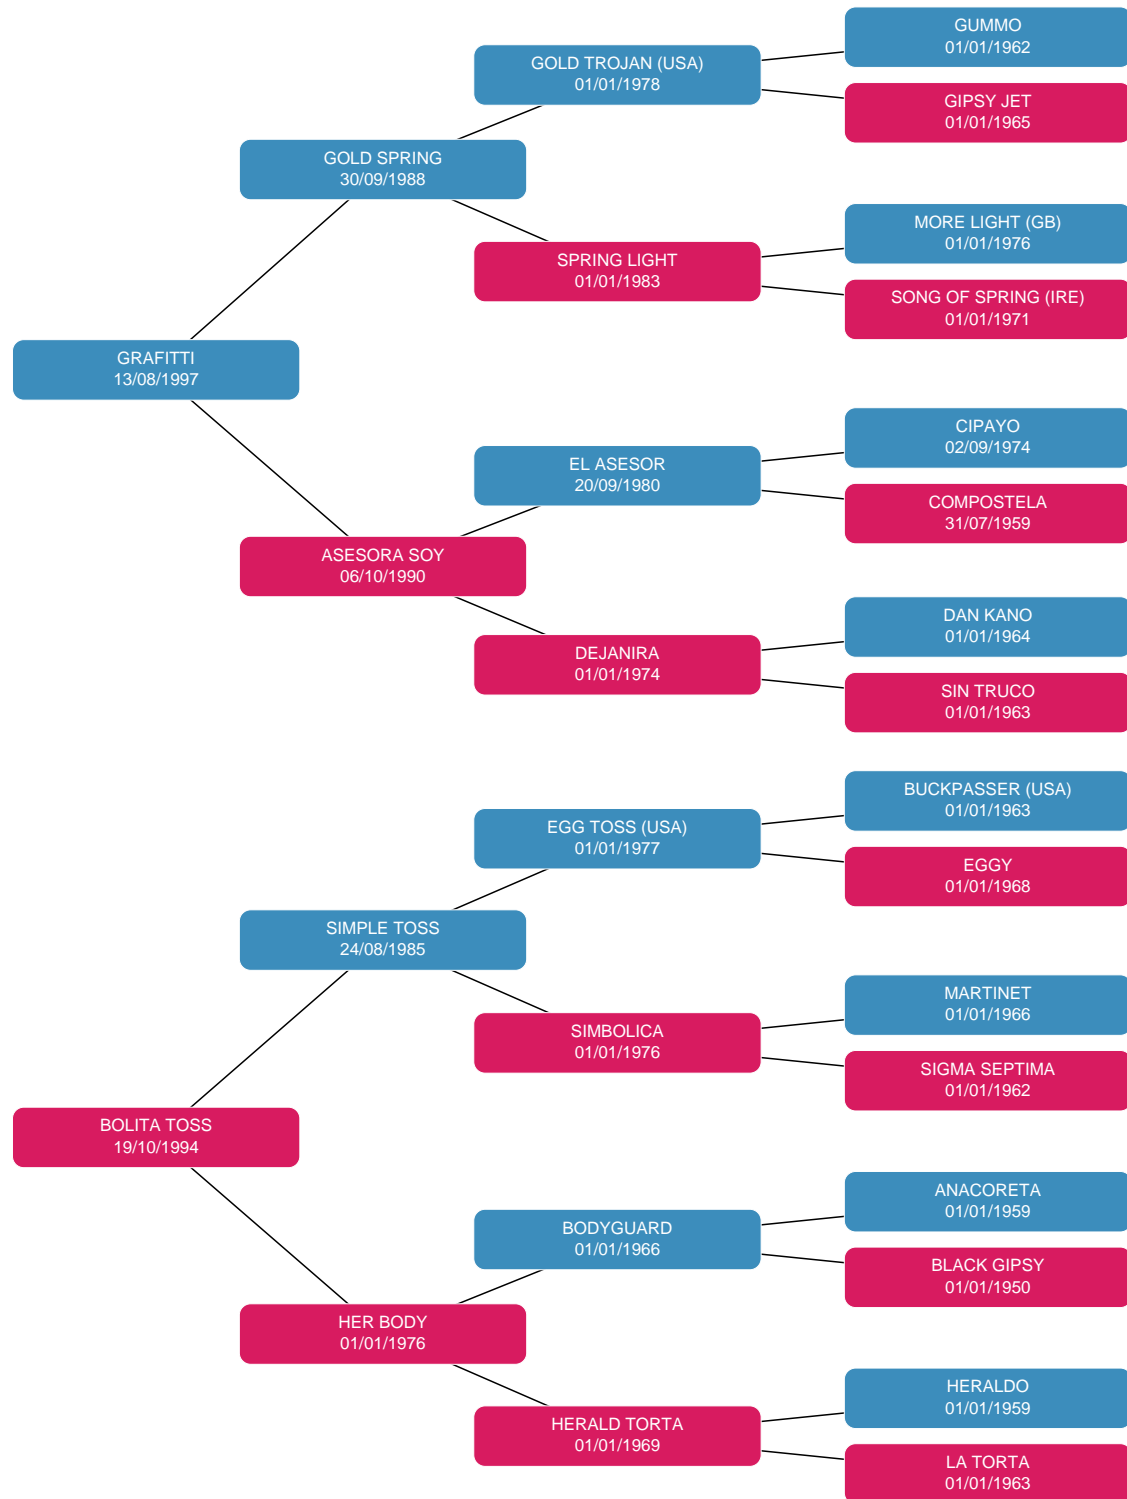 GUMMO
01/01/1962
GOLD TROJAN (USA)
01/01/1978
GIPSY JET
01/01/1965
GOLD SPRING
30/09/1988
MORE LIGHT (GB)
01/01/1976
SPRING LIGHT
01/01/1983
SONG OF SPRING (IRE)
01/01/1971
GRAFITTI
13/08/1997
CIPAYO
02/09/1974
EL ASESOR
20/09/1980
COMPOSTELA
31/07/1959
ASESORA SOY
06/10/1990
DAN KANO
01/01/1964
DEJANIRA
01/01/1974
SIN TRUCO
01/01/1963
BUCKPASSER (USA)
01/01/1963
EGG TOSS (USA)
01/01/1977
EGGY
01/01/1968
SIMPLE TOSS
24/08/1985
MARTINET
01/01/1966
SIMBOLICA
01/01/1976
SIGMA SEPTIMA
01/01/1962
BOLITA TOSS
19/10/1994
ANACORETA
01/01/1959
BODYGUARD
01/01/1966
BLACK GIPSY
01/01/1950
HER BODY
01/01/1976
HERALDO
01/01/1959
HERALD TORTA
01/01/1969
LA TORTA
01/01/1963